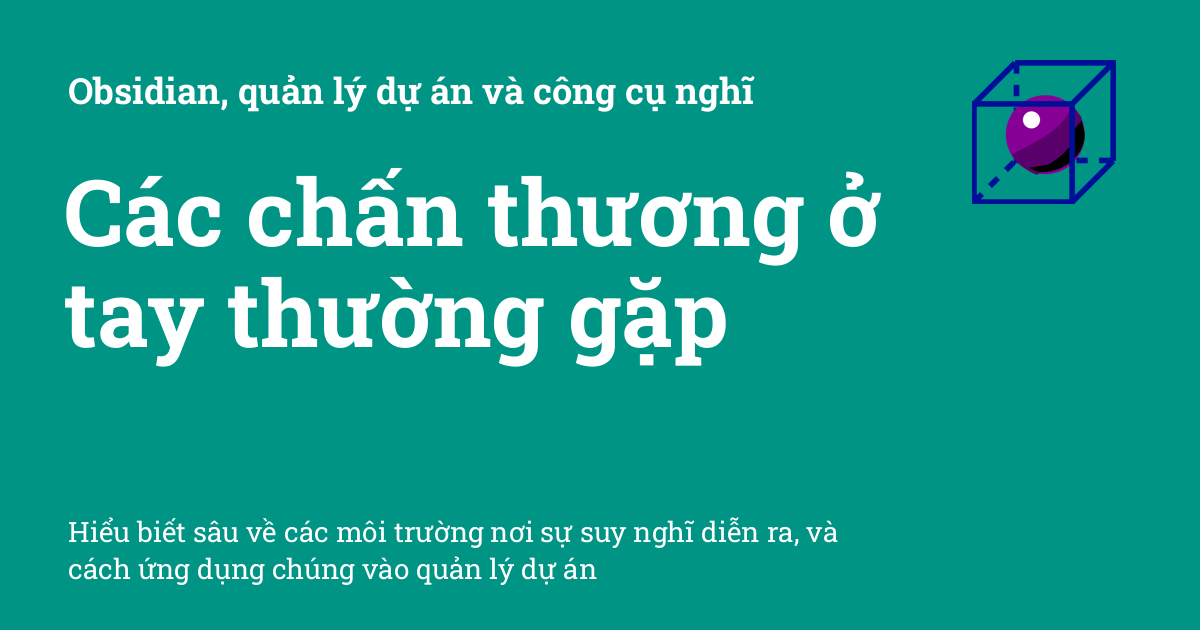 Obsidian, quản lý dự án và công cụ nghĩ
Các chấn thương ở
tay thường gặp
Hiểu biết sâu về các môi trường nơi sự suy nghĩ diễn ra, và
cách ứng dụng chúng vào quản lý dự án